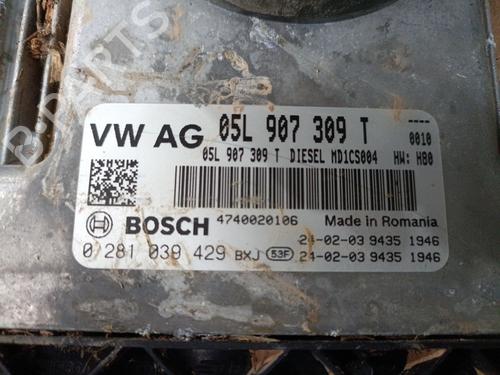 VW AG 05L 907 309 T ----
0010
05L 907 309 T DIESEL MD1CS004 HW: H80
BOSCH 4740020106 Made in Romania
24-02-03 9435 1946
0 281 039 429 BXJ 53F 24-02-03 9435 1946
B-PARTS